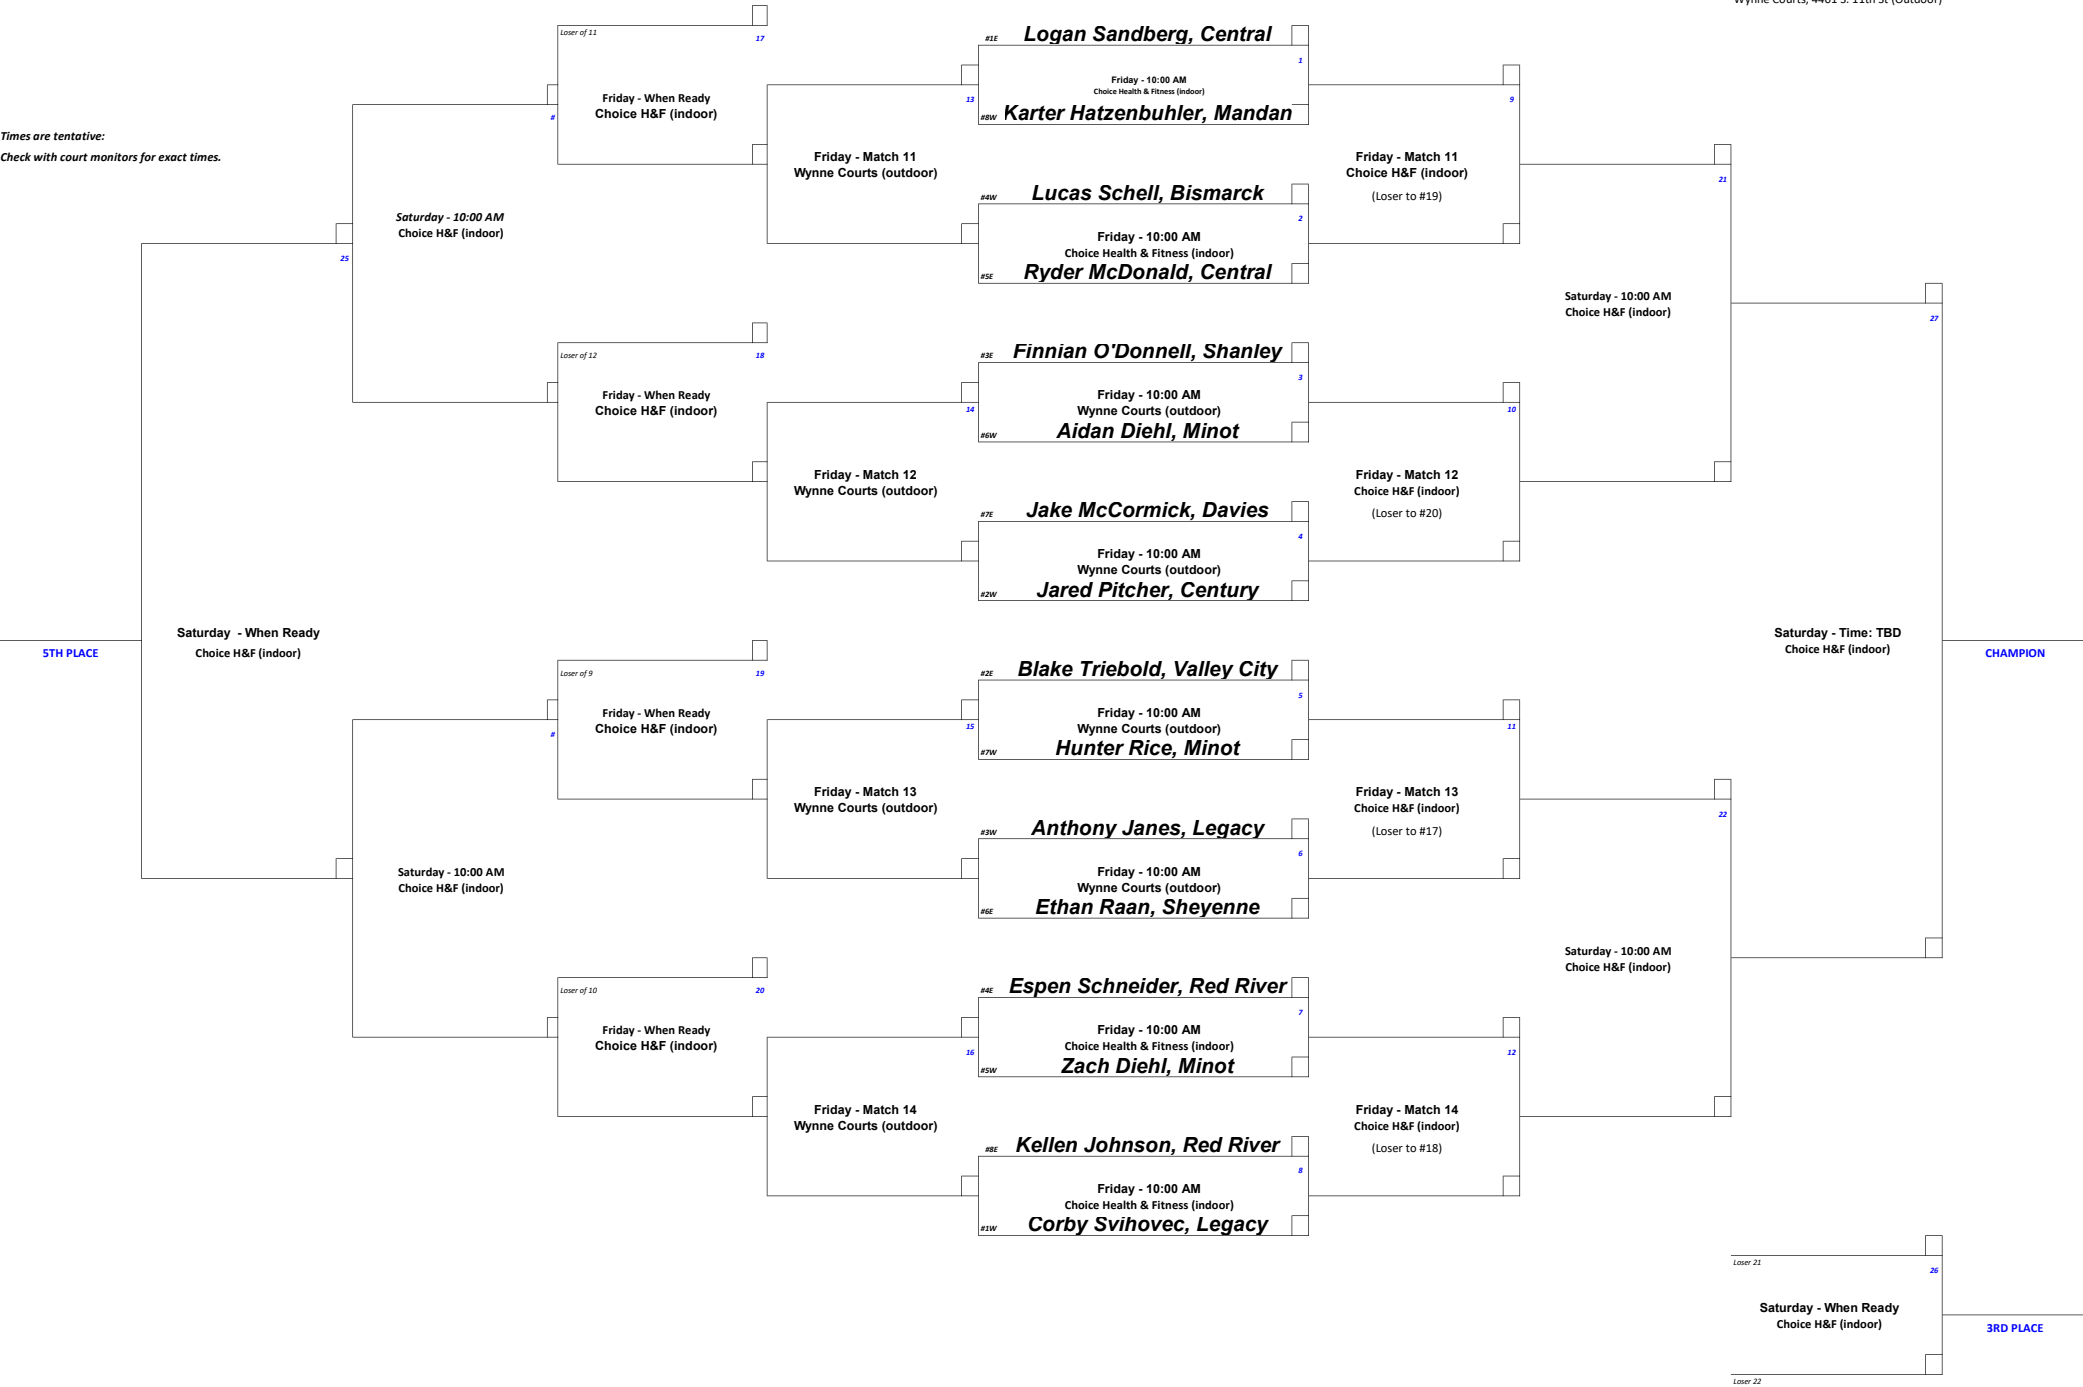 Wynne Courts, 4401 S. 11th St (Outdoor)
Times are tentative:
Check with court monitors for exact times.
5TH PLACE
Saturday - When Ready
Choice H&F (indoor)
25
Saturday - 10:00 AM
Choice H&F (indoor)
Saturday - 10:00 AM
Choice H&F (indoor)
#
Loser of 11
17
Friday - When Ready
Choice H&F (indoor)
Loser of 12
18
Friday - When Ready
Choice H&F (indoor)
#
Loser of 9
19
Friday - When Ready
Choice H&F (indoor)
Loser of 10
20
Friday - When Ready
Choice H&F (indoor)
13
Friday - Match 11
Wynne Courts (outdoor)
14
Friday - Match 12
Wynne Courts (outdoor)
15
Friday - Match 13
Wynne Courts (outdoor)
16
Friday - Match 14
Wynne Courts (outdoor)
#1E Logan Sandberg, Central
1
Friday - 10:00 AM
Choice Health & Fitness (indoor)
#8W Karter Hatzenbuhler, Mandan
#4W Lucas Schell, Bismarck
2
Friday - 10:00 AM
Choice Health & Fitness (indoor)
#5E Ryder McDonald, Central
#3E Finnian O'Donnell, Shanley
3
Friday - 10:00 AM
Wynne Courts (outdoor)
#6W Aidan Diehl, Minot
#7E Jake McCormick, Davies
4
Friday - 10:00 AM
Wynne Courts (outdoor)
#2W Jared Pitcher, Century
#2E Blake Triebold, Valley City
5
Friday - 10:00 AM
Wynne Courts (outdoor)
#7W Hunter Rice, Minot
#3W Anthony Janes, Legacy
6
Friday - 10:00 AM
Wynne Courts (outdoor)
#6E Ethan Raan, Sheyenne
#4E Espen Schneider, Red River
7
Friday - 10:00 AM
Choice Health & Fitness (indoor)
#5W Zach Diehl, Minot
#8E Kellen Johnson, Red River
8
Friday - 10:00 AM
Choice Health & Fitness (indoor)
#1W Corby Svihovec, Legacy
9
Friday - Match 11
Choice H&F (indoor)
(Loser to #19)
10
Friday - Match 12
Choice H&F (indoor)
(Loser to #20)
11
Friday - Match 13
Choice H&F (indoor)
(Loser to #17)
12
Friday - Match 14
Choice H&F (indoor)
(Loser to #18)
21
Saturday - 10:00 AM
Choice H&F (indoor)
22
Saturday - 10:00 AM
Choice H&F (indoor)
27
Saturday - Time: TBD
Choice H&F (indoor)
CHAMPION
Loser 21
26
Saturday - When Ready
Choice H&F (indoor)
3RD PLACE
Loser 22